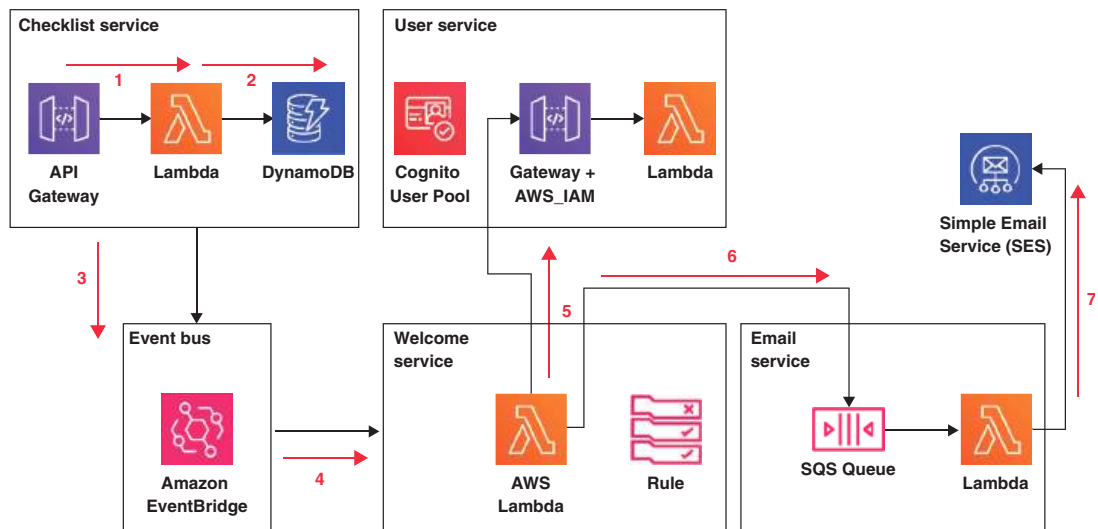 Checklist service
1
2
</>
API
Gateway
Lambda
DynamoDB
User service
Cognito
User Pool
</>
Gateway +
AWS_IAM
Lambda
Simple Email
Service (SES)
3
5
6
7
Event bus
Amazon
EventBridge
4
Welcome
service
AWS
Lambda
Rule
Email
service
SQS Queue
Lambda